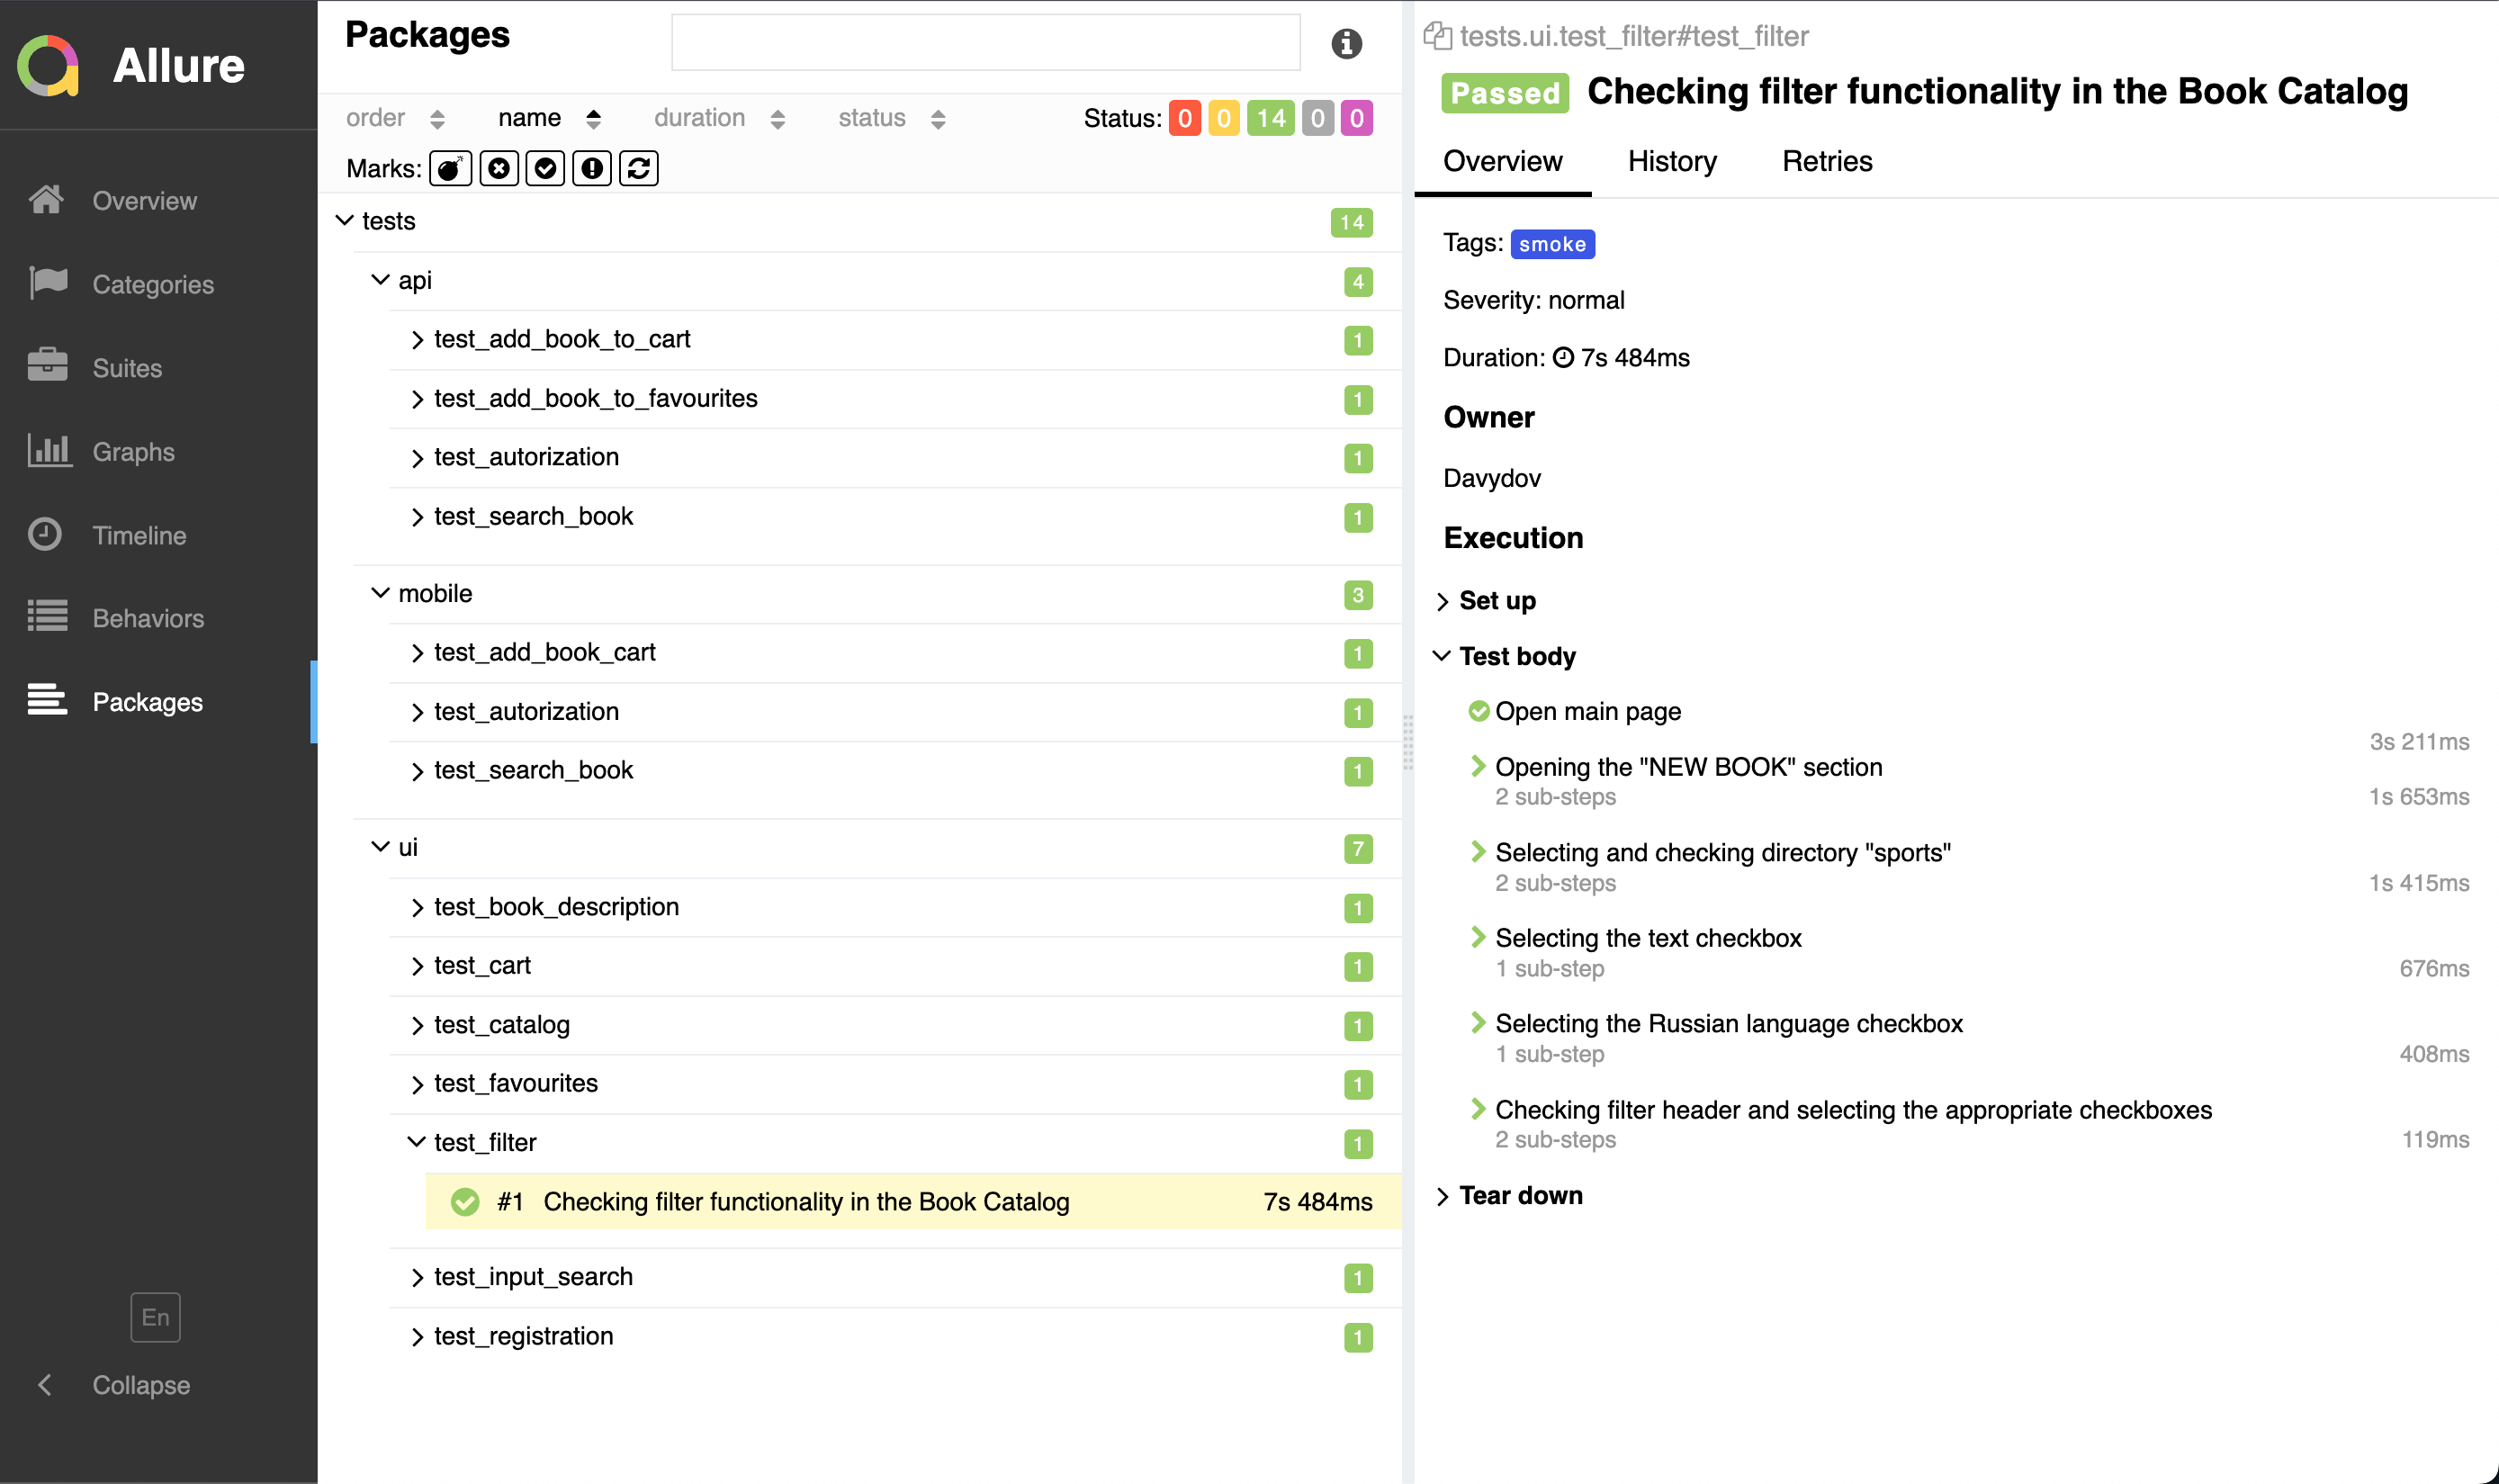 Allure
Overview
Categories
Suites
Graphs
Timeline
Behaviors
Packages
En
Collapse
Packages
order name duration status Status: 0 0 14 0 0
Marks:
tests 14
api 4
test_add_book_to_cart 1
test_add_book_to_favourites 1
test_autorization 1
test_search_book 1
mobile 3
test_add_book_cart 1
test_autorization 1
test_search_book 1
ui 7
test_book_description 1
test_cart 1
test_catalog 1
test_favourites 1
test_filter 1
#1 Checking filter functionality in the Book Catalog 7s 484ms
test_input_search 1
test_registration 1
tests.ui.test_filter#test_filter
Passed Checking filter functionality in the Book Catalog
Overview History Retries
Tags: smoke
Severity: normal
Duration: 7s 484ms
Owner
Davydov
Execution
Set up
Test body
Open main page
3s 211ms
Opening the "NEW BOOK" section
2 sub-steps 1s 653ms
Selecting and checking directory "sports"
2 sub-steps 1s 415ms
Selecting the text checkbox
1 sub-step 676ms
Selecting the Russian language checkbox
1 sub-step 408ms
Checking filter header and selecting the appropriate checkboxes
2 sub-steps 119ms
Tear down